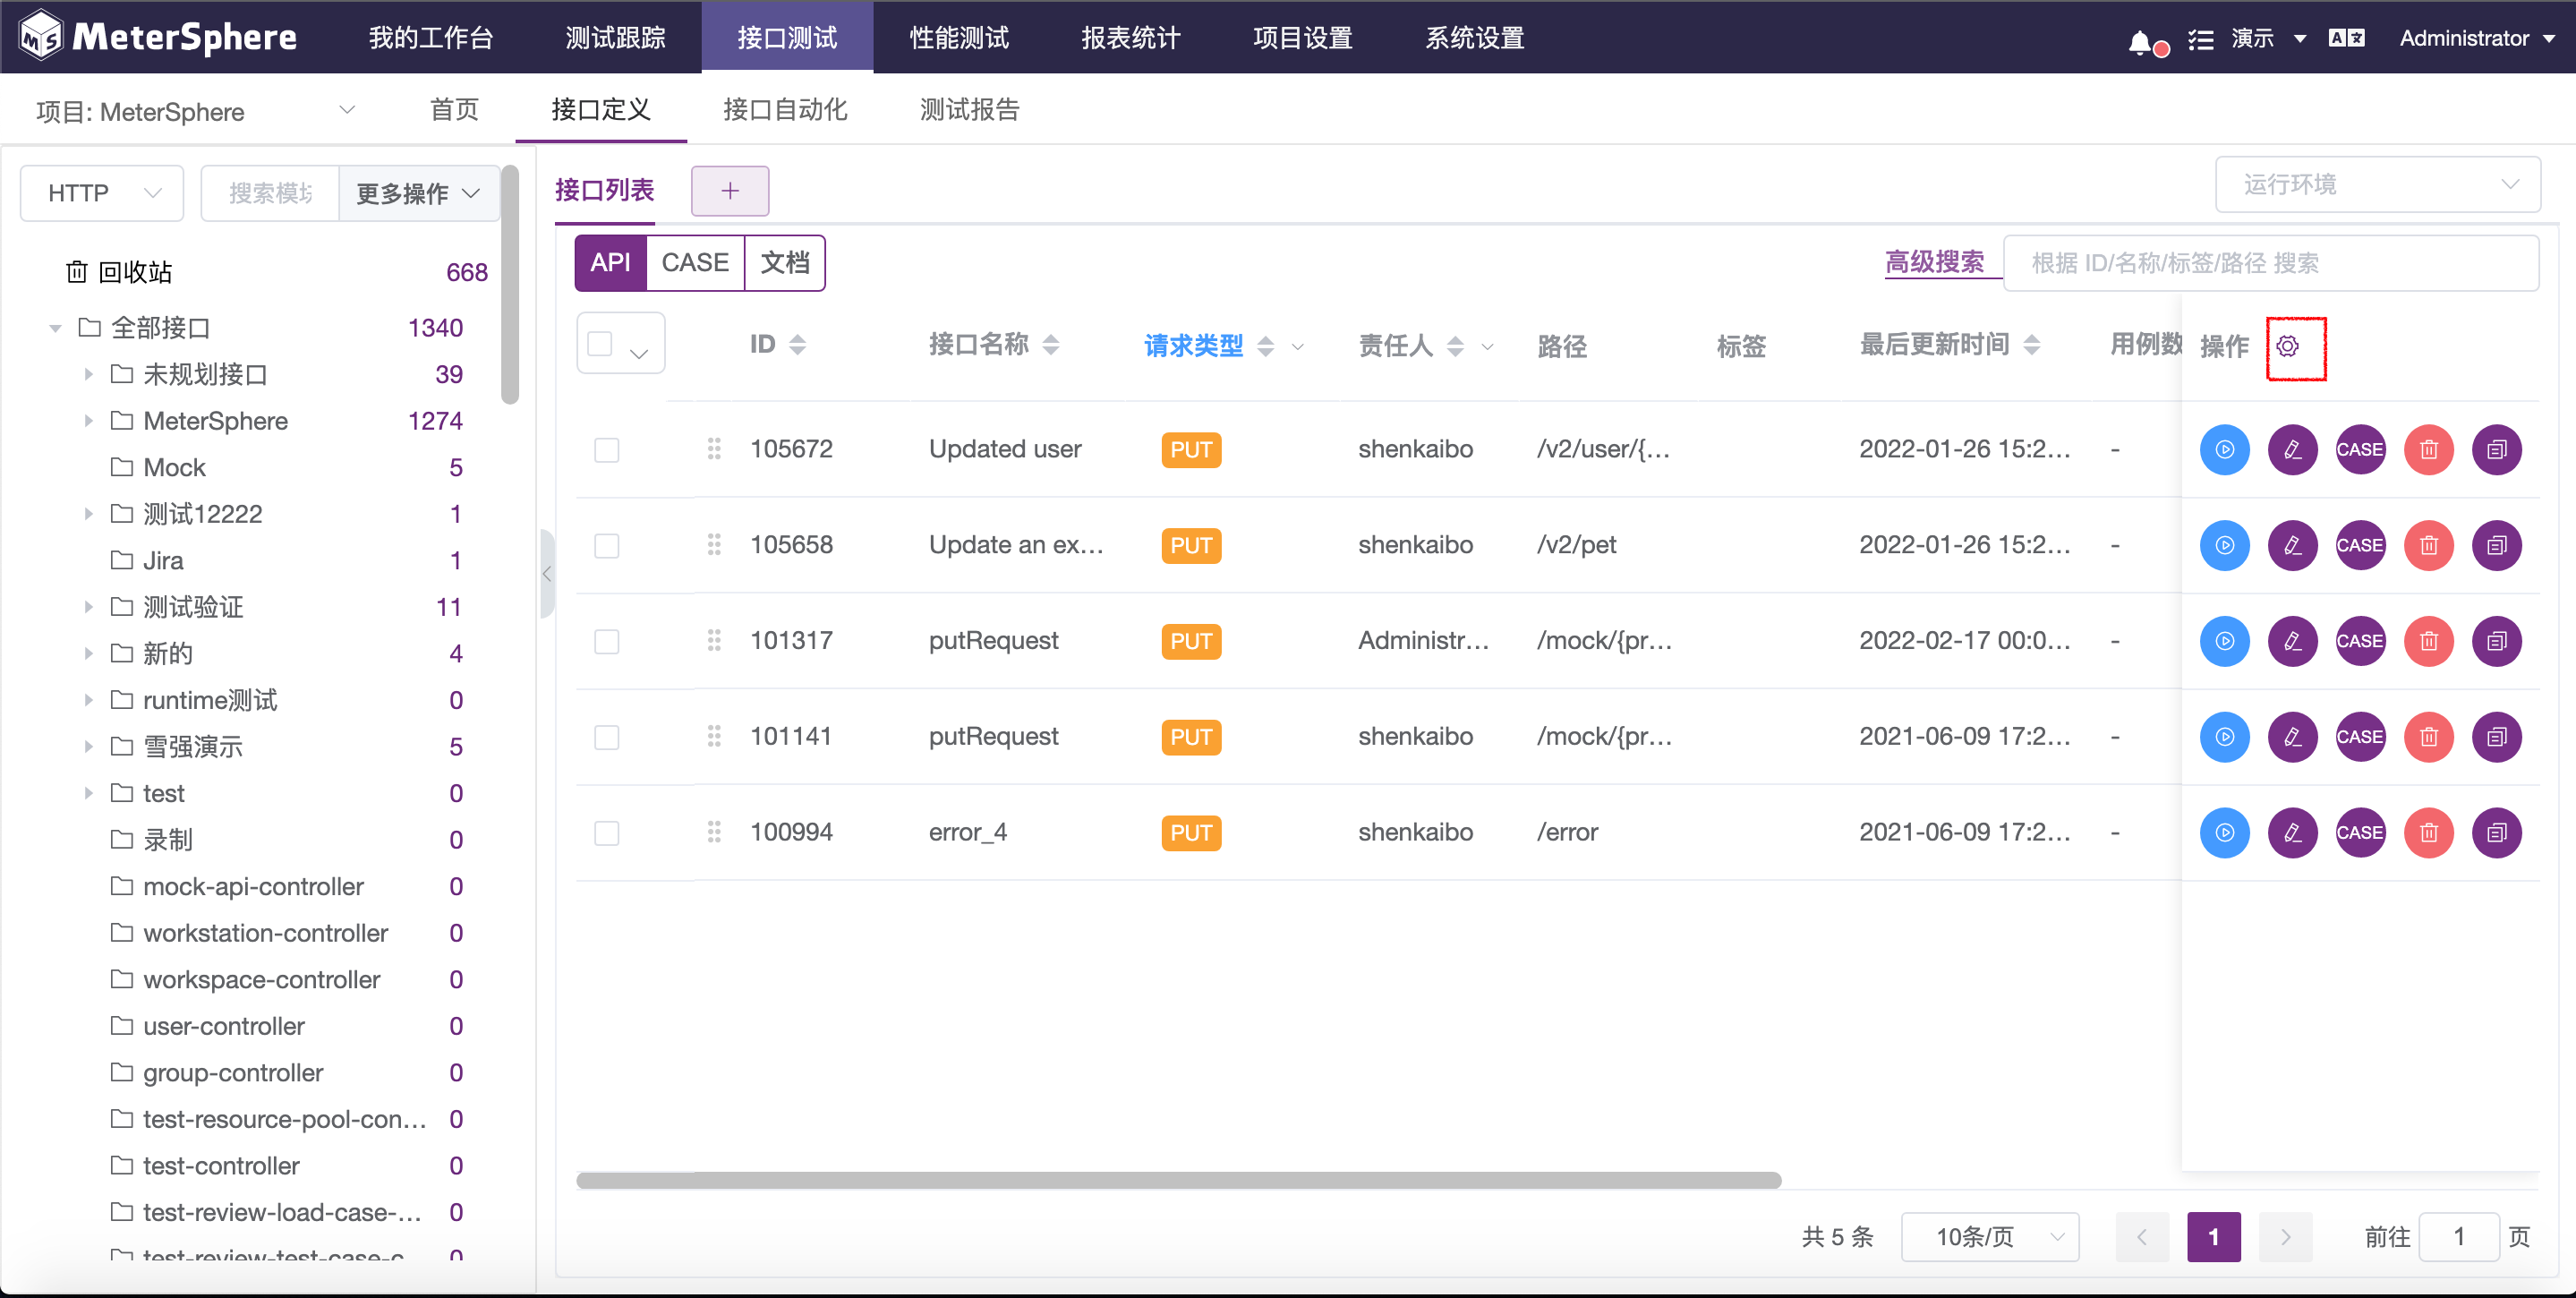 MeterSphere 我的工作台 测试跟踪 接口测试 性能测试 报表统计 项目设置 系统设置 演示 Administrator
项目: MeterSphere 首页 接口定义 接口自动化 测试报告
HTTP 搜索模块 更多操作
回收站 668
全部接口 1340
未规划接口 39
MeterSphere 1274
Mock 5
测试12222 1
Jira 1
测试验证 11
新的 4
runtime测试 0
雪强演示 5
test 0
录制 0
mock-api-controller 0
workstation-controller 0
workspace-controller 0
user-controller 0
group-controller 0
test-resource-pool-con... 0
test-controller 0
test-review-load-case-... 0
test-review-test-case-c 0
接口列表 + 运行环境
API CASE 文档 高级搜索 根据 ID/名称/标签/路径 搜索
ID 接口名称 请求类型 责任人 路径 标签 最后更新时间 用例数 操作
105672 Updated user PUT shenkaibo /v2/user/{... 2022-01-26 15:2... - CASE
105658 Update an ex... PUT shenkaibo /v2/pet 2022-01-26 15:2... - CASE
101317 putRequest PUT Administr... /mock/{pr... 2022-02-17 00:0... - CASE
101141 putRequest PUT shenkaibo /mock/{pr... 2021-06-09 17:2... - CASE
100994 error_4 PUT shenkaibo /error 2021-06-09 17:2... - CASE
共 5 条 10条/页 1 前往 1 页